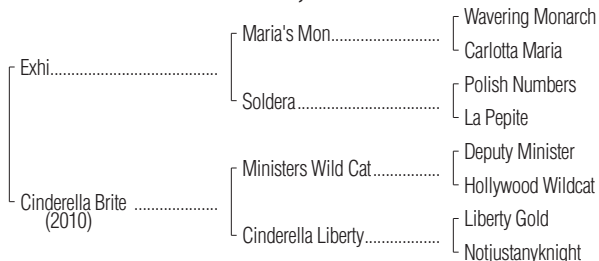 Wavering Monarch
Maria's Mon
Carlotta Maria
Exhi
Polish Numbers
Soldera
La Pepite
Deputy Minister
Ministers Wild Cat
Hollywood Wildcat
Cinderella Brite
(2010)
Liberty Gold
Cinderella Liberty
Notjustanyknight